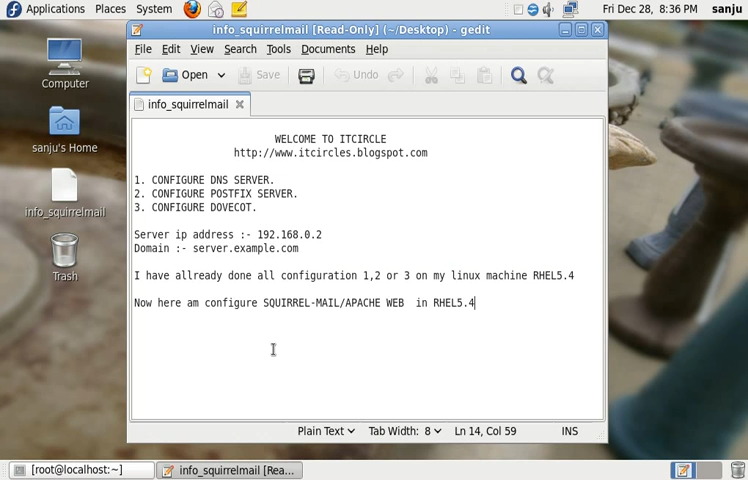 Applications Places System
Fri Dec 28, 8:36 PM sanju
info_squirrelmail [Read-Only] (~/Desktop) - gedit
File Edit View Search Tools Documents Help
Open Save Undo
info_squirrelmail
WELCOME TO ITCIRCLE
http://www.itcircles.blogspot.com
1. CONFIGURE DNS SERVER.
2. CONFIGURE POSTFIX SERVER.
3. CONFIGURE DOVECOT.
Server ip address :- 192.168.0.2
Domain :- server.example.com
I have allready done all configuration 1,2 or 3 on my linux machine RHEL5.4
Now here am configure SQUIRREL-MAIL/APACHE WEB  in RHEL5.4
Plain Text Tab Width: 8 Ln 14, Col 59 INS
Computer
sanju's Home
info_squirrelmail
Trash
[root@localhost:~]
info_squirrelmail [Rea...